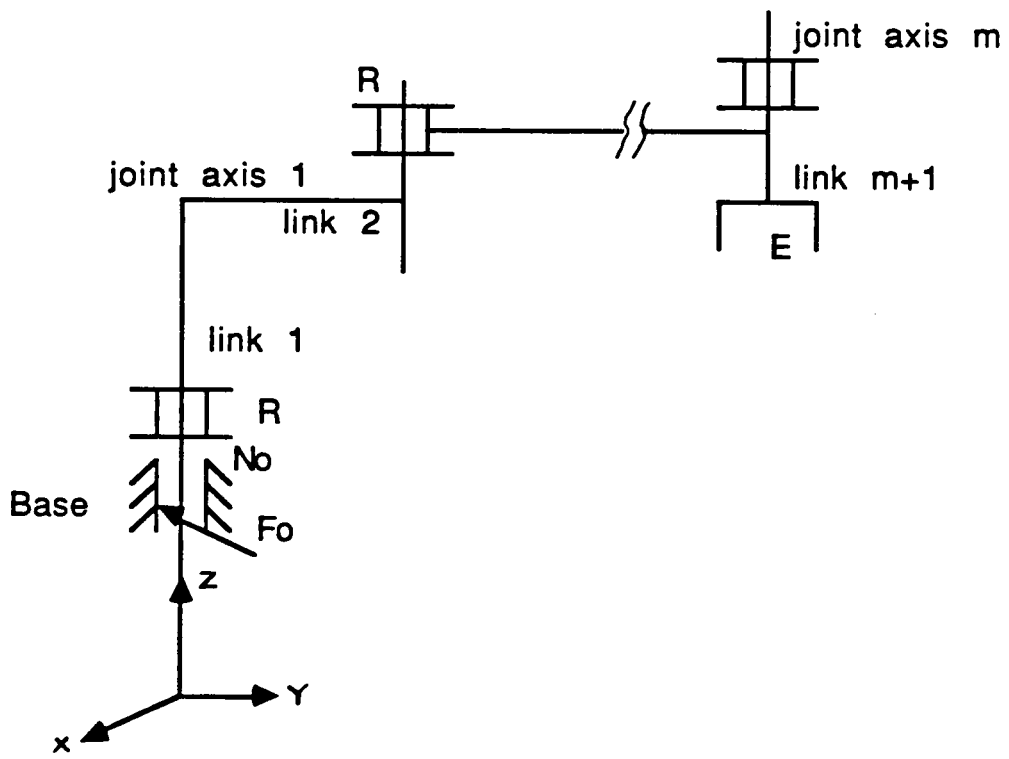 joint axis m
R
joint axis 1
link m+1
link 2
E
link 1
R
No
Base
Fo
z
Y
x